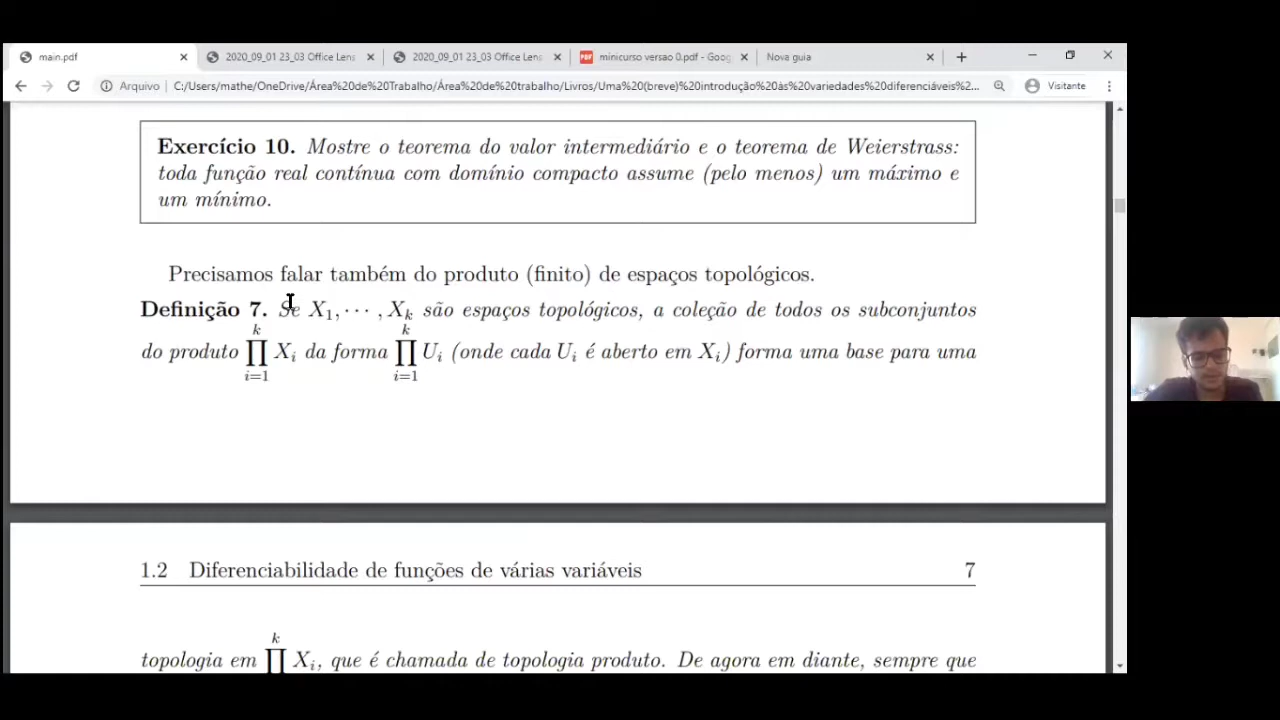 main.pdf
2020_09_01 23_03 Office Lens
2020_09_01 23_03 Office Lens
minicurso versao 0.pdf - Goog
Nova guia
Arquivo
C:/Users/mathe/OneDrive/Área%20de%20Trabalho/Área%20de%20trabalho/Livros/Uma%20(breve)%20introdução%20às%20variedades%20diferenciáveis%2...
Visitante
Exercício 10. Mostre o teorema do valor intermediário e o teorema de Weierstrass:
toda função real contínua com domínio compacto assume (pelo menos) um máximo e
um mínimo.
Precisamos falar também do produto (finito) de espaços topológicos.
Definição 7. Se X₁, ⋯ , Xₖ são espaços topológicos, a coleção de todos os subconjuntos
do produto ∏ᵢ₌₁ᵏ Xᵢ da forma ∏ᵢ₌₁ᵏ Uᵢ (onde cada Uᵢ é aberto em Xᵢ) forma uma base para uma
1.2 Diferenciabilidade de funções de várias variáveis 7
topologia em ∏ᵏ Xᵢ, que é chamada de topologia produto. De agora em diante, sempre que